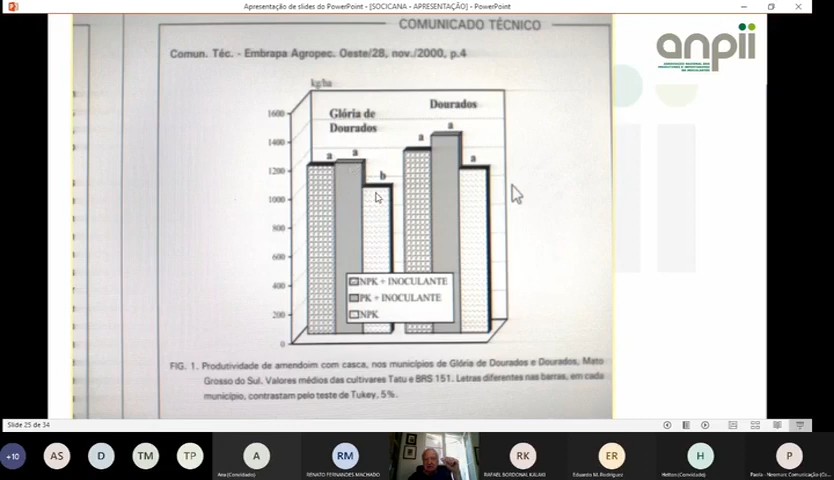 Apresentação de slides do PowerPoint - [SOCICANA - APRESENTAÇÃO] - PowerPoint
COMUNICADO TÉCNICO
anpii
Comun. Téc. - Embrapa Agropec. Oeste/28, nov./2000, p.4
kg/ha
Glória de
Dourados
Dourados
1600
1400
1200
1000
800
600
400
200
0
a
a
b
a
a
a
NPK + INOCULANTE
PK + INOCULANTE
NPK
FIG. 1. Produtividade de amendoim com casca, nos municípios de Glória de Dourados e Dourados, Mato
Grosso do Sul. Valores médios das cultivares Tatu e BRS 151. Letras diferentes nas barras, em cada
município, contrastam pelo teste de Tukey, 5%.
Slide 25 de 34
+10
AS
D
TM
TP
A
RM
RK
ER
H
P
Ana (Convidado)
RENATO FERNANDES MACHADO
RAFAEL BORDONAL KALAKI
Eduardo M. Rodriguez